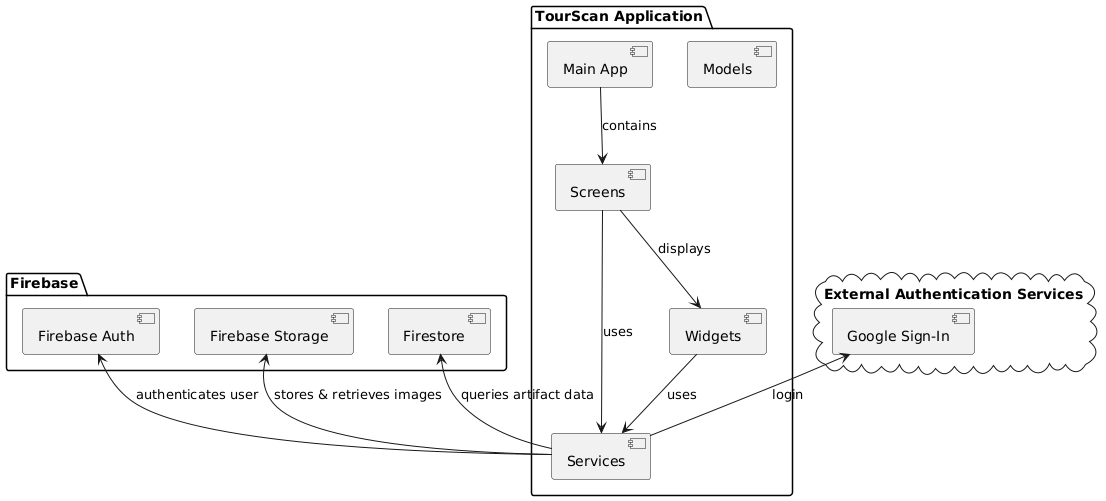 TourScan Application
Main App
Models
contains
Screens
displays
Firebase
External Authentication Services
Firebase Auth
Firebase Storage
Firestore
uses
Widgets
Google Sign-In
authenticates user
stores & retrieves images
queries artifact data
uses
login
Services